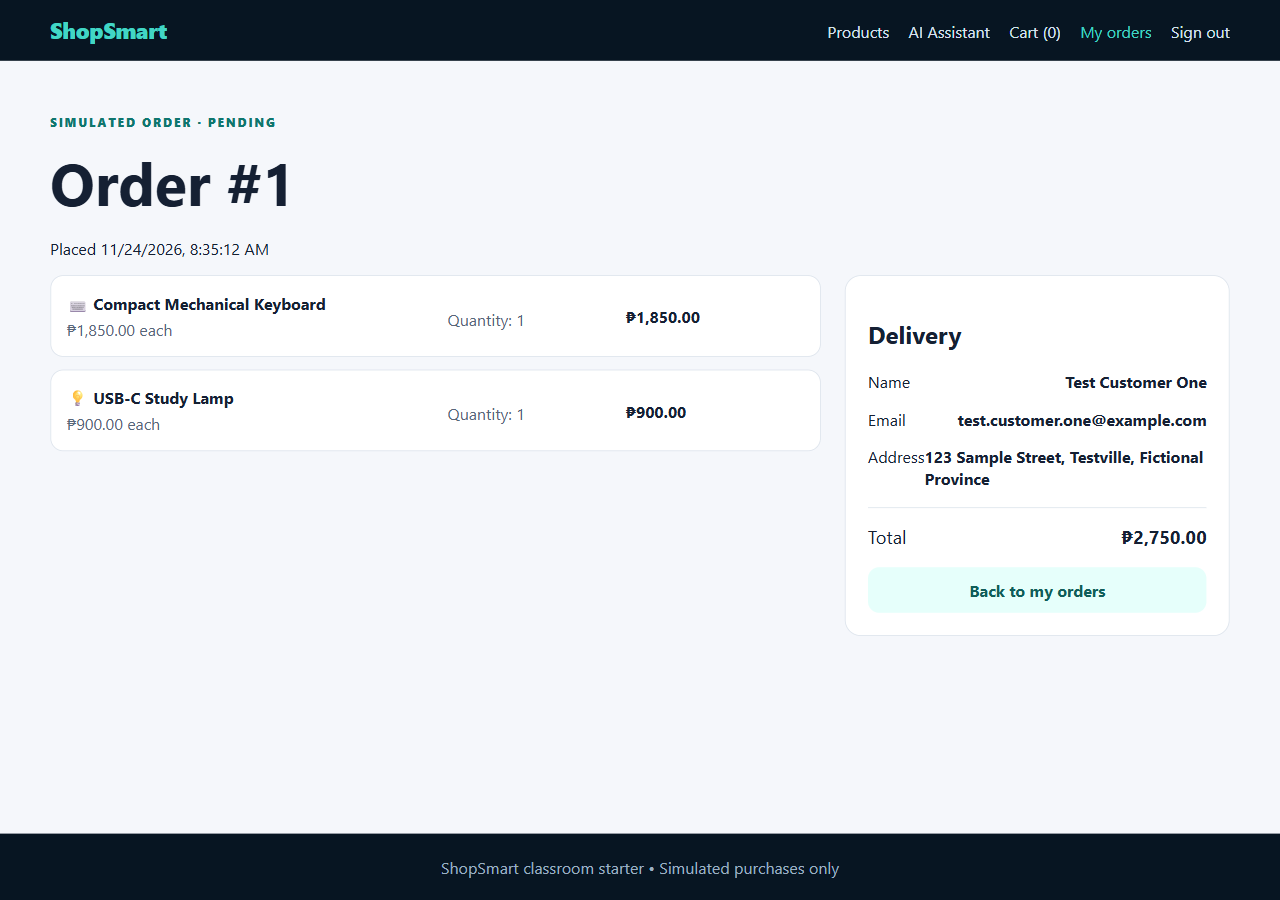 ShopSmart
Products AI Assistant Cart (0) My orders Sign out
SIMULATED ORDER · PENDING
Order #1
Placed 11/24/2026, 8:35:12 AM
Compact Mechanical Keyboard
₱1,850.00 each
Quantity: 1
₱1,850.00
USB-C Study Lamp
₱900.00 each
Quantity: 1
₱900.00
Delivery
Name Test Customer One
Email test.customer.one@example.com
Address 123 Sample Street, Testville, Fictional
Province
Total ₱2,750.00
Back to my orders
ShopSmart classroom starter • Simulated purchases only